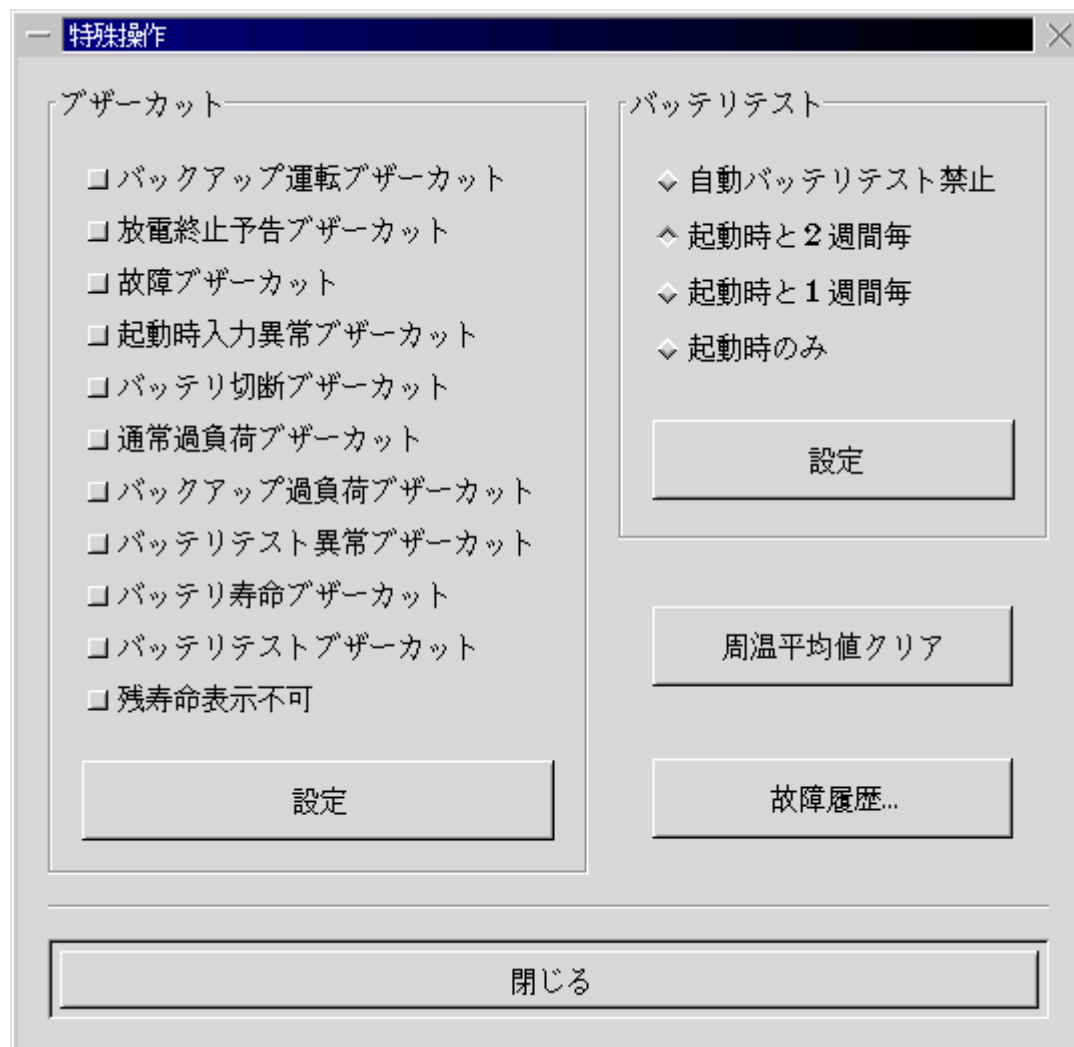 特殊操作
ブザーカット
バックアップ運転ブザーカット
放電終止予告ブザーカット
故障ブザーカット
起動時入力異常ブザーカット
バッテリ切断ブザーカット
通常過負荷ブザーカット
バックアップ過負荷ブザーカット
バッテリテスト異常ブザーカット
バッテリ寿命ブザーカット
バッテリテストブザーカット
残寿命表示不可
設定
バッテリテスト
自動バッテリテスト禁止
起動時と2週間毎
起動時と1週間毎
起動時のみ
設定
周温平均値クリア
故障履歴...
閉じる